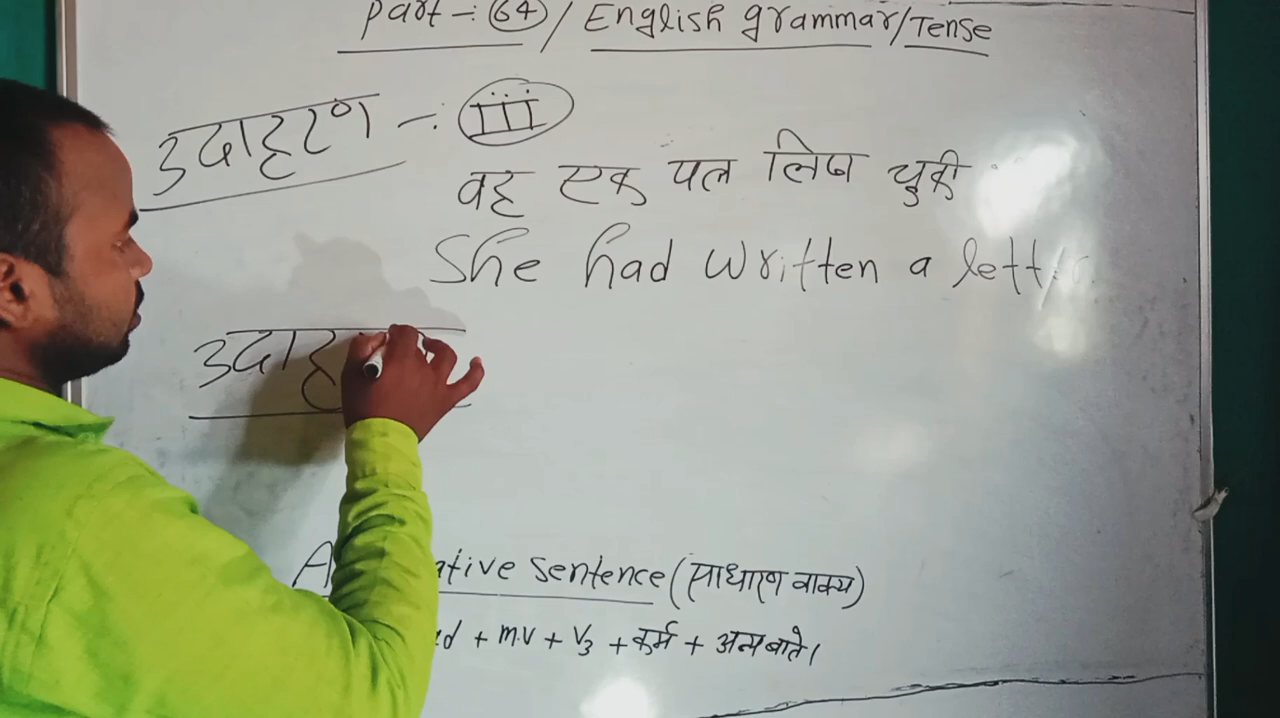 Part -: 64 / English grammar/Tense
उदाहरण -: III
वह एक पत्र लिख चुकी
She had written a letter
उदाह
sentence (साधारण वाक्य)
+ m.v + V3 + कर्म + अन्य बाते।